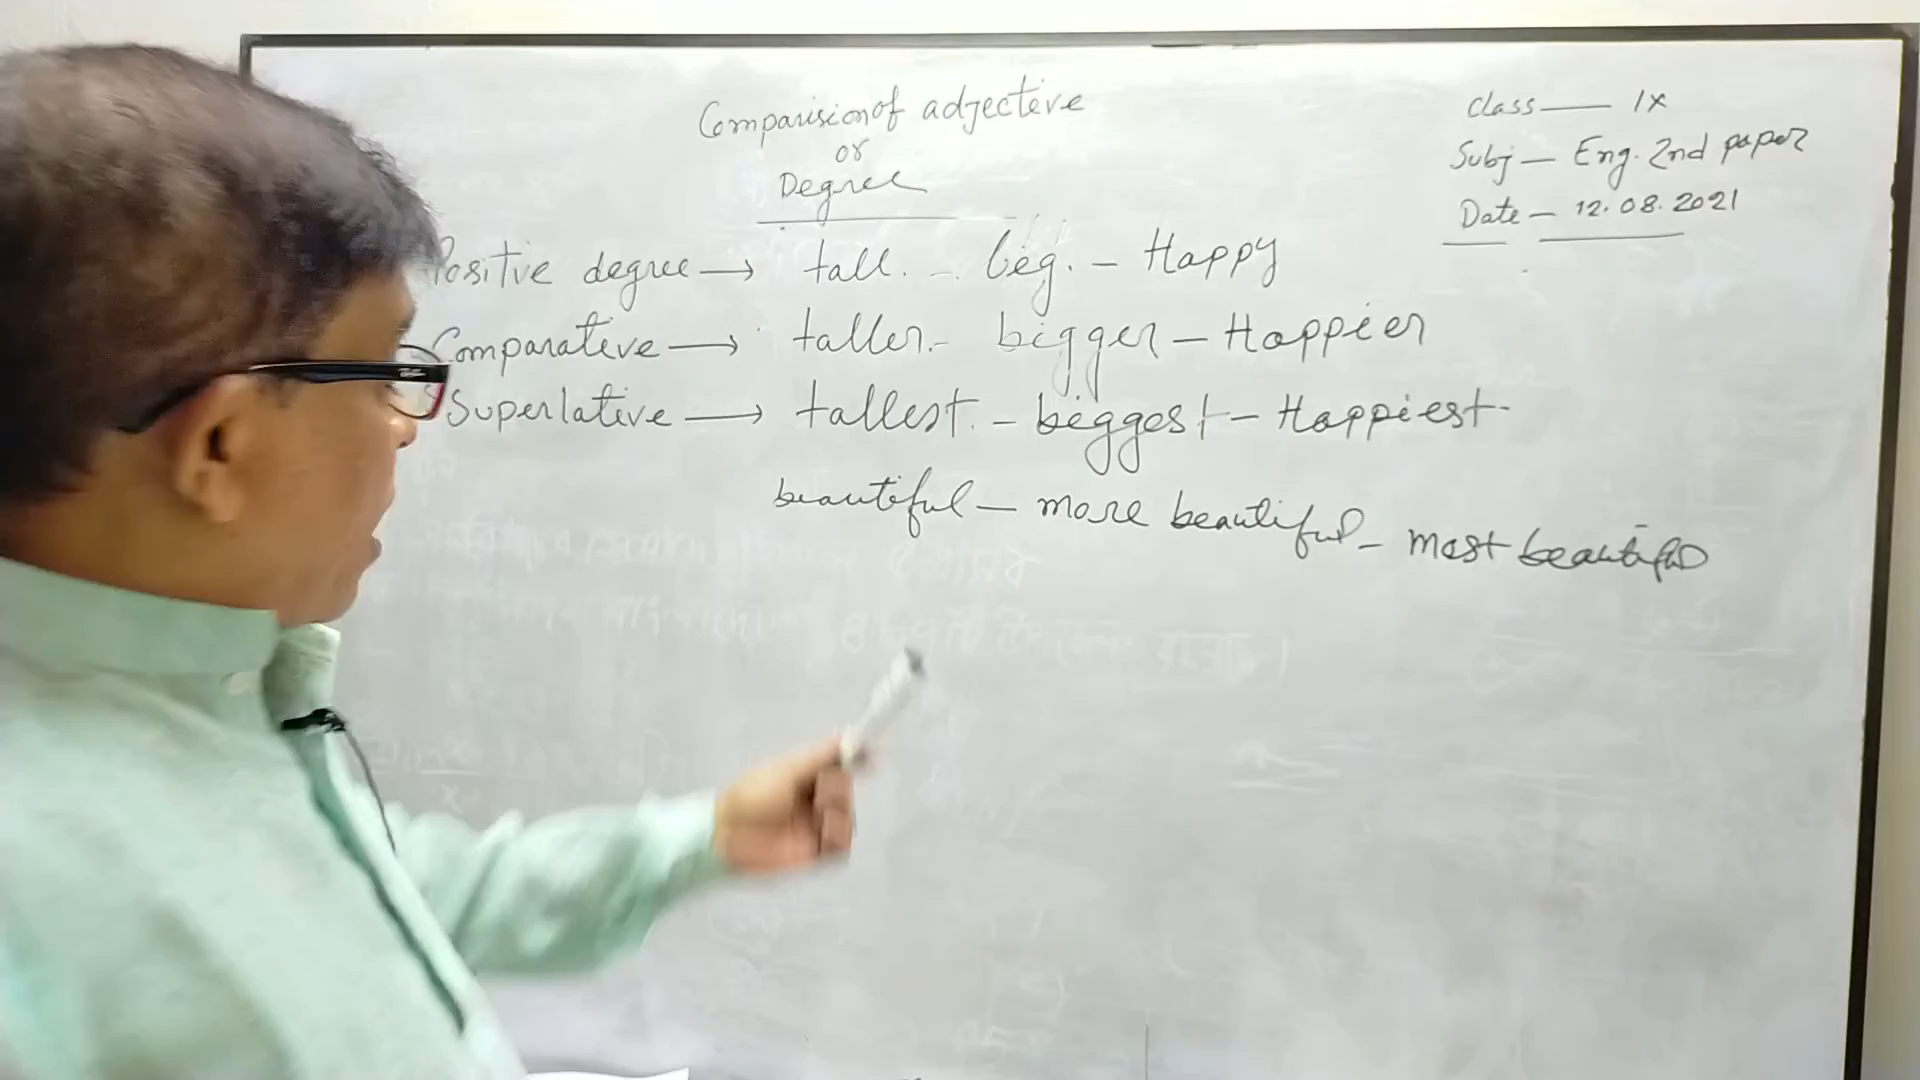 Comparision of adjective
or
Degree
Class — IX
Subj — Eng. 2nd paper
Date — 12.08.2021
Positive degree → tall. - big. - Happy
Comparative → taller. - bigger - Happier
Superlative → tallest. - biggest - Happiest
beautiful - more beautiful - most beautiful